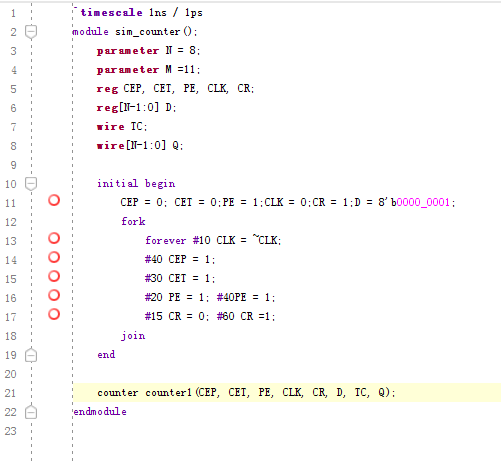 1 `timescale 1ns / 1ps
2 module sim_counter();
3 parameter N = 8;
4 parameter M =11;
5 reg CEP, CET, PE, CLK, CR;
6 reg[N-1:0] D;
7 wire TC;
8 wire[N-1:0] Q;
9
10 initial begin
11 CEP = 0; CET = 0;PE = 1;CLK = 0;CR = 1;D = 8'b0000_0001;
12 fork
13 forever #10 CLK = ~CLK;
14 #40 CEP = 1;
15 #30 CET = 1;
16 #20 PE = 1; #40PE = 1;
17 #15 CR = 0; #60 CR =1;
18 join
19 end
20
21 counter counter1(CEP, CET, PE, CLK, CR, D, TC, Q);
22 endmodule
23